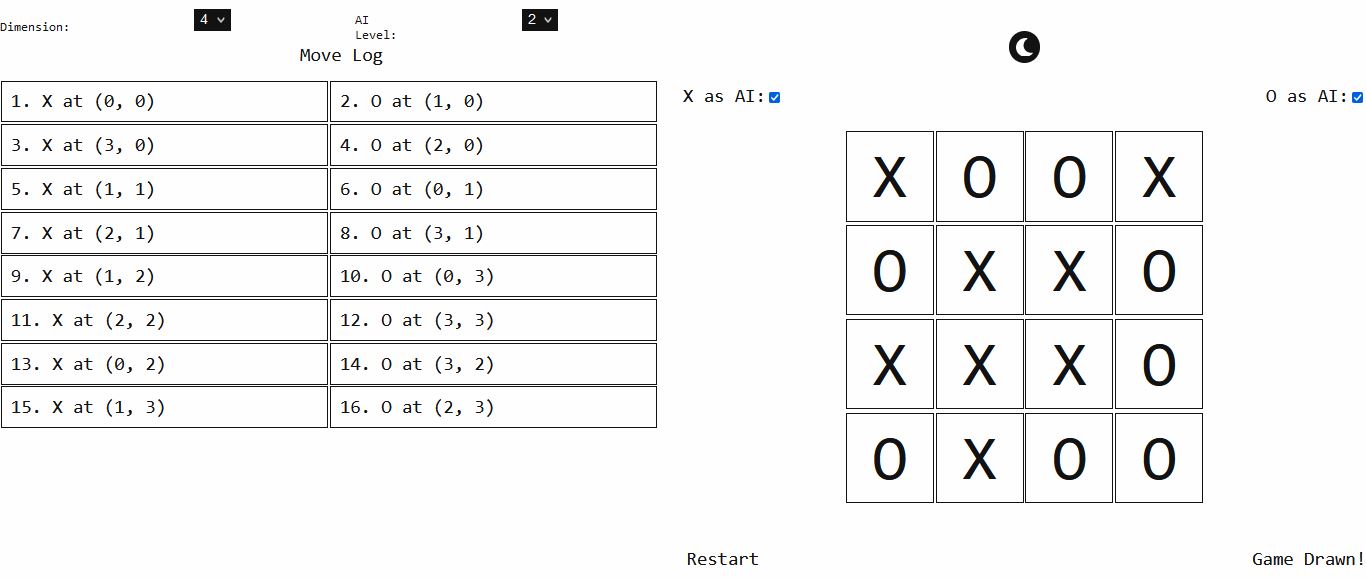 Dimension: 4
AI Level: 2
Move Log
1. X at (0, 0) 2. O at (1, 0)
3. X at (3, 0) 4. O at (2, 0)
5. X at (1, 1) 6. O at (0, 1)
7. X at (2, 1) 8. O at (3, 1)
9. X at (1, 2) 10. O at (0, 3)
11. X at (2, 2) 12. O at (3, 3)
13. X at (0, 2) 14. O at (3, 2)
15. X at (1, 3) 16. O at (2, 3)
X as AI: O as AI:
X O O X
O X X O
X X X O
O X O O
Restart Game Drawn!